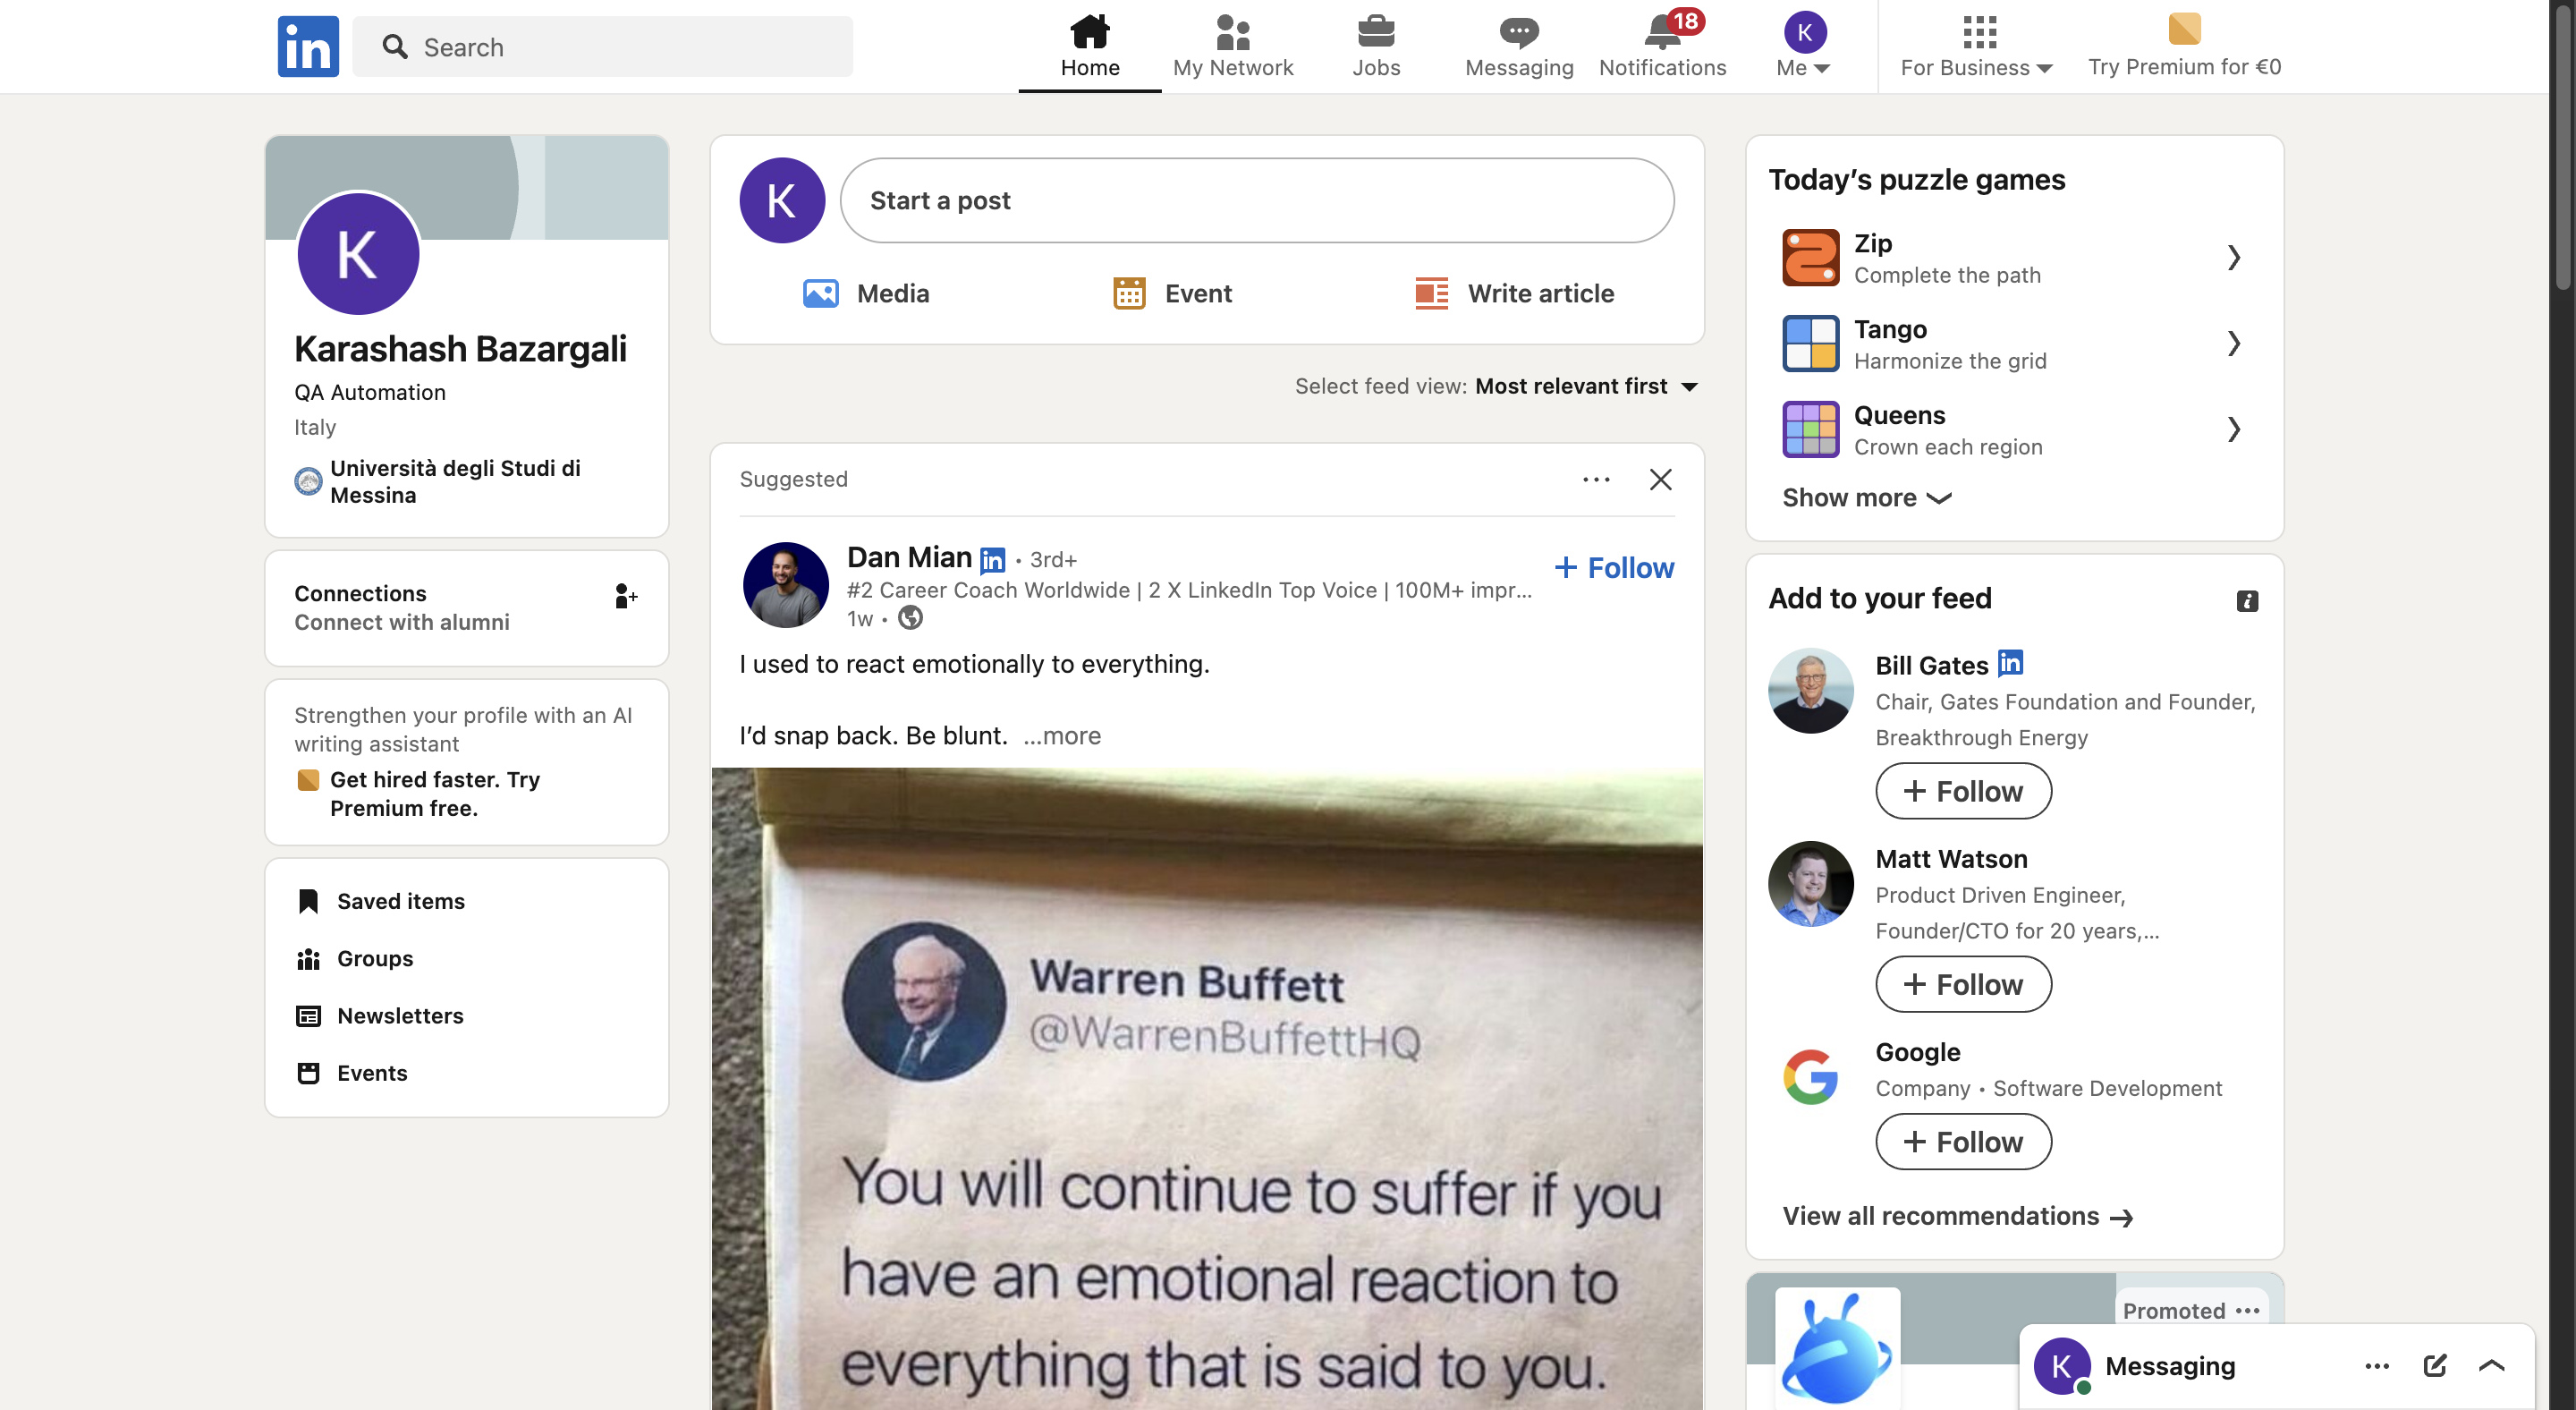 in
Search
Home
My Network
Jobs
Messaging
18
Notifications
K
Me
For Business
Try Premium for €0
K
Karashash Bazargali
QA Automation
Italy
Università degli Studi di
Messina
Connections
Connect with alumni
Strengthen your profile with an AI
writing assistant
Get hired faster. Try
Premium free.
Saved items
Groups
Newsletters
Events
K
Start a post
Media
Event
Write article
Select feed view: Most relevant first
Suggested
Dan Mian in • 3rd+
#2 Career Coach Worldwide | 2 X LinkedIn Top Voice | 100M+ impr...
1w •
+ Follow
I used to react emotionally to everything.
I’d snap back. Be blunt. ...more
Warren Buffett
@WarrenBuffettHQ
You will continue to suffer if you
have an emotional reaction to
everything that is said to you.
Today’s puzzle games
Zip
Complete the path
Tango
Harmonize the grid
Queens
Crown each region
Show more
Add to your feed
Bill Gates in
Chair, Gates Foundation and Founder,
Breakthrough Energy
+ Follow
Matt Watson
Product Driven Engineer,
Founder/CTO for 20 years,...
+ Follow
Google
Company • Software Development
+ Follow
View all recommendations →
Promoted
K
Messaging